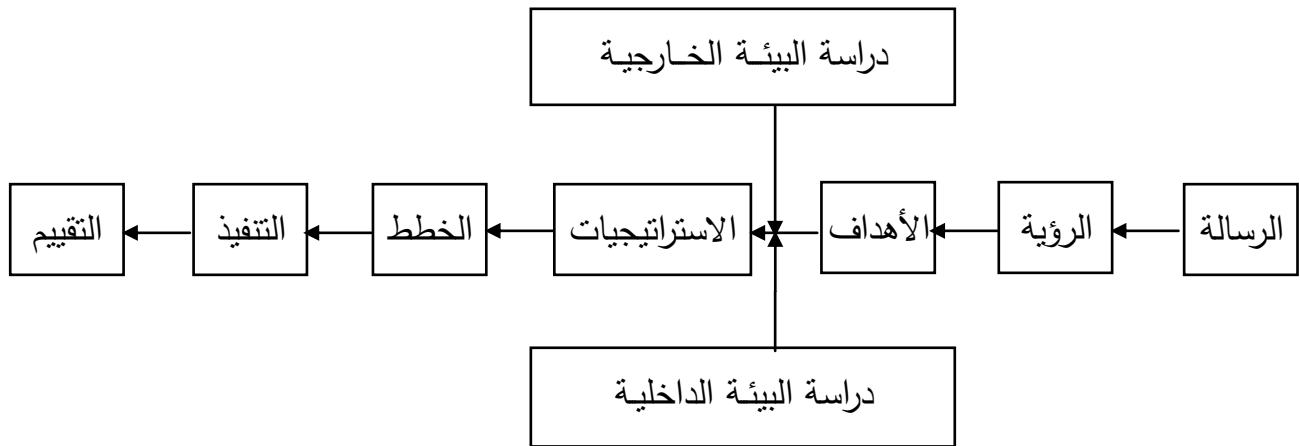 دراسة البيئة الخارجية
الرسالة
الرؤية
الأهداف
الاستراتيجيات
الخطط
التنفيذ
التقييم
دراسة البيئة الداخلية